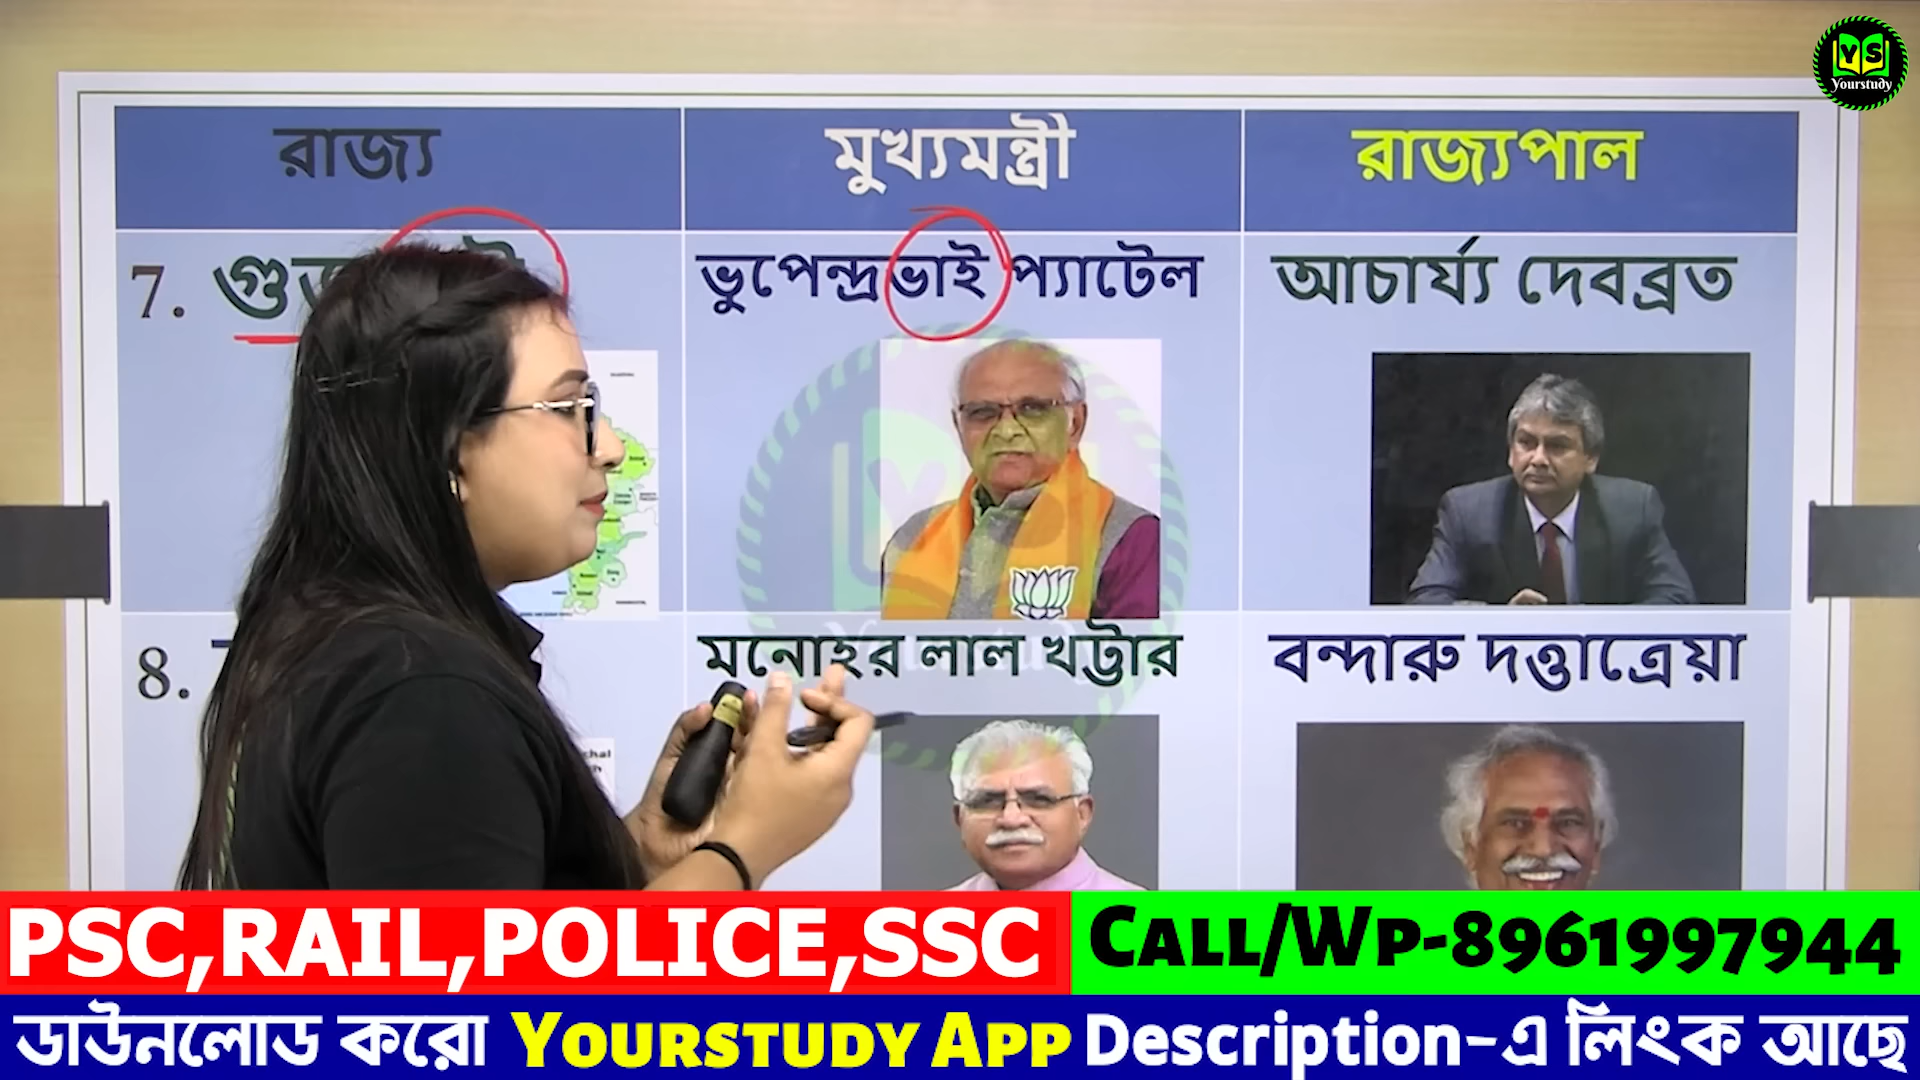 YS
Yourstudy
রাজ্য
মুখ্যমন্ত্রী
রাজ্যপাল
7.
ভুপেন্দ্রভাই প্যাটেল
আচার্য্য দেবব্রত
8.
মনোহর লাল খট্টার
বন্দারু দত্তাত্রেয়া
Yourstudy
PSC,RAIL,POLICE,SSC
CALL/WP-8961997944
ডাউনলোড করো YOURSTUDY APP Description-এ লিংক আছে